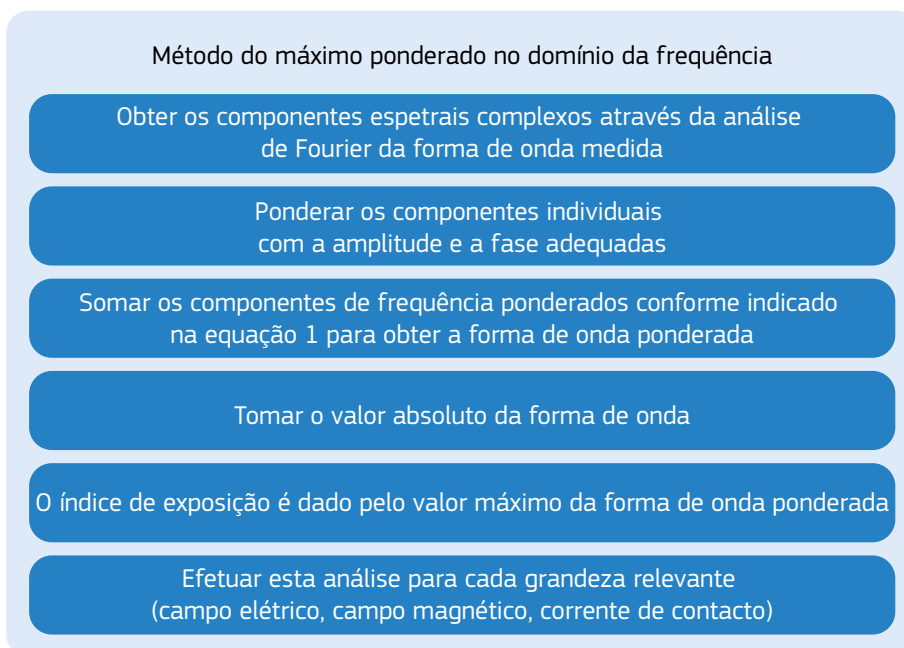 Método do máximo ponderado no domínio da frequência
Obter os componentes espetrais complexos através da análise
de Fourier da forma de onda medida
Ponderar os componentes individuais
com a amplitude e a fase adequadas
Somar os componentes de frequência ponderados conforme indicado
na equação 1 para obter a forma de onda ponderada
Tomar o valor absoluto da forma de onda
O índice de exposição é dado pelo valor máximo da forma de onda ponderada
Efetuar esta análise para cada grandeza relevante
(campo elétrico, campo magnético, corrente de contacto)